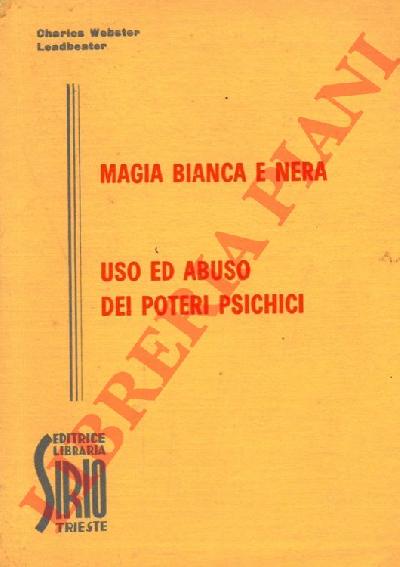 Charles Webster
Leadbeater
MAGIA BIANCA E NERA
USO ED ABUSO
DEI POTERI PSICHICI
LIBRERIA PIANI
EDITRICE
LIBRARIA
SIRIO
TRIESTE